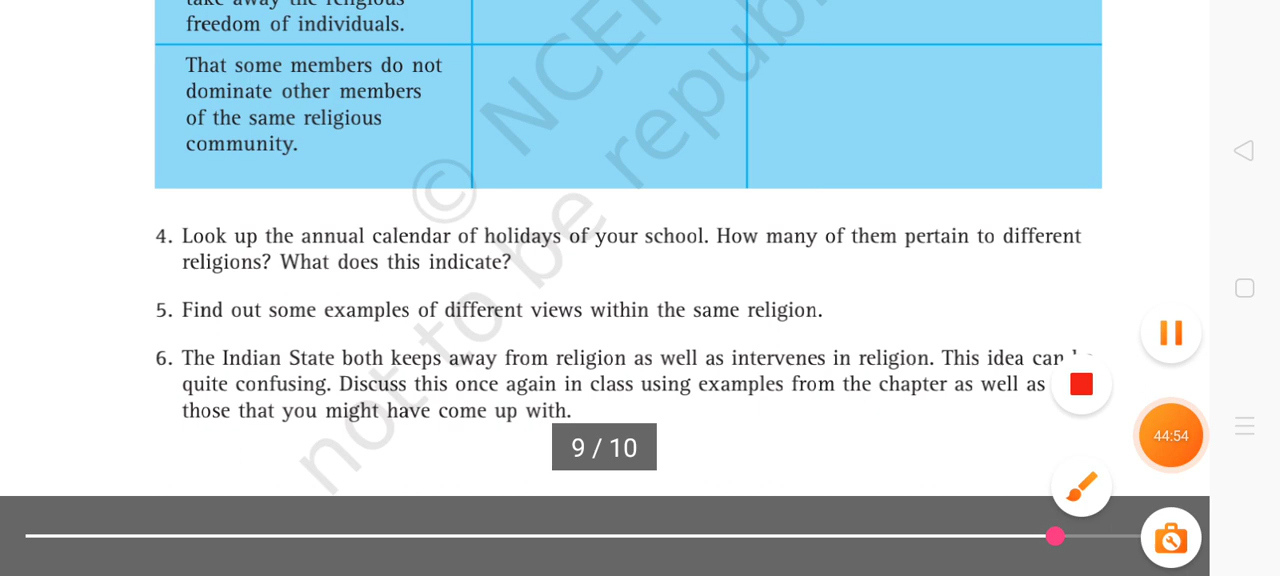 freedom of individuals.
That some members do not
dominate other members
of the same religious
community.
© NCER
not to be republ
4. Look up the annual calendar of holidays of your school. How many of them pertain to different
religions? What does this indicate?
5. Find out some examples of different views within the same religion.
6. The Indian State both keeps away from religion as well as intervenes in religion. This idea can
quite confusing. Discuss this once again in class using examples from the chapter as well as
those that you might have come up with.
9 / 10
44:54